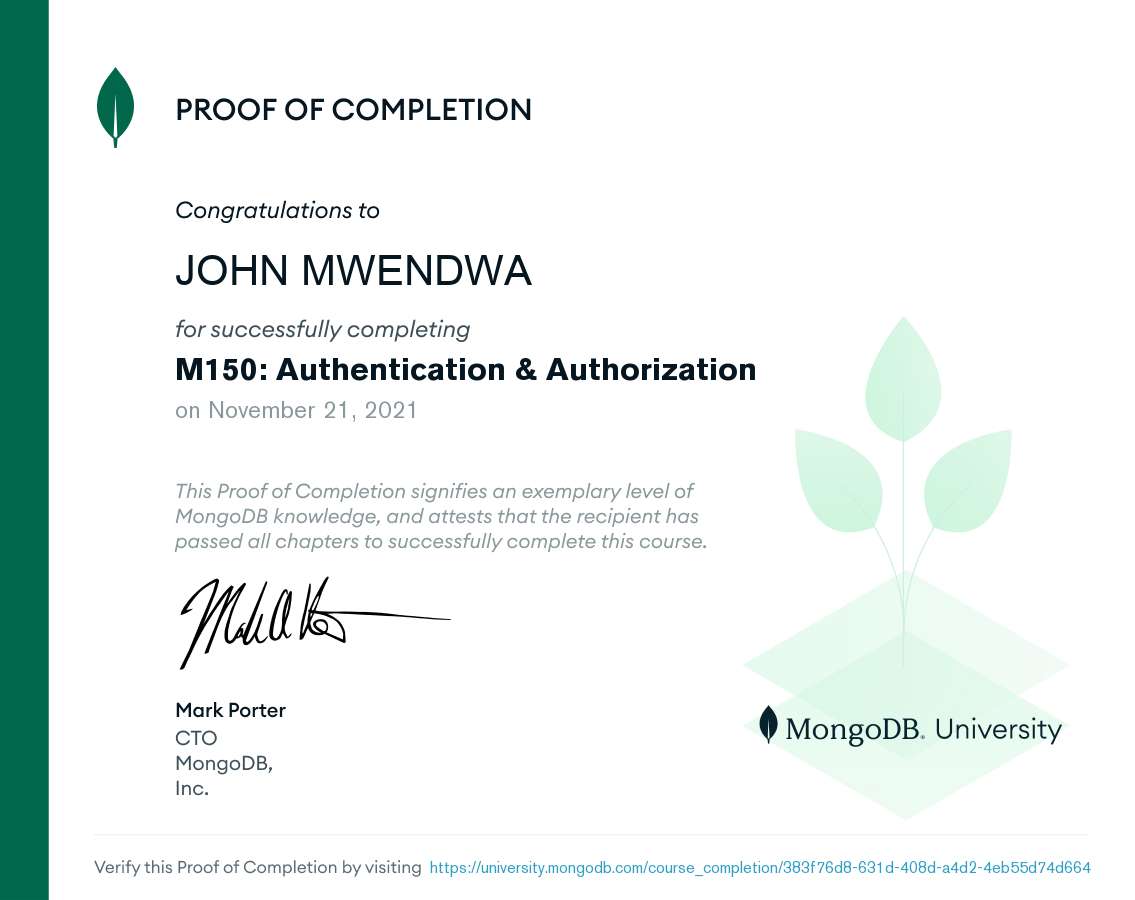 PROOF OF COMPLETION
Congratulations to
JOHN MWENDWA
for successfully completing
M150: Authentication & Authorization
on November 21, 2021
This Proof of Completion signifies an exemplary level of
MongoDB knowledge, and attests that the recipient has
passed all chapters to successfully complete this course.
Mark Porter
CTO
MongoDB,
Inc.
MongoDB. University
Verify this Proof of Completion by visiting https://university.mongodb.com/course_completion/383f76d8-631d-408d-a4d2-4eb55d74d664